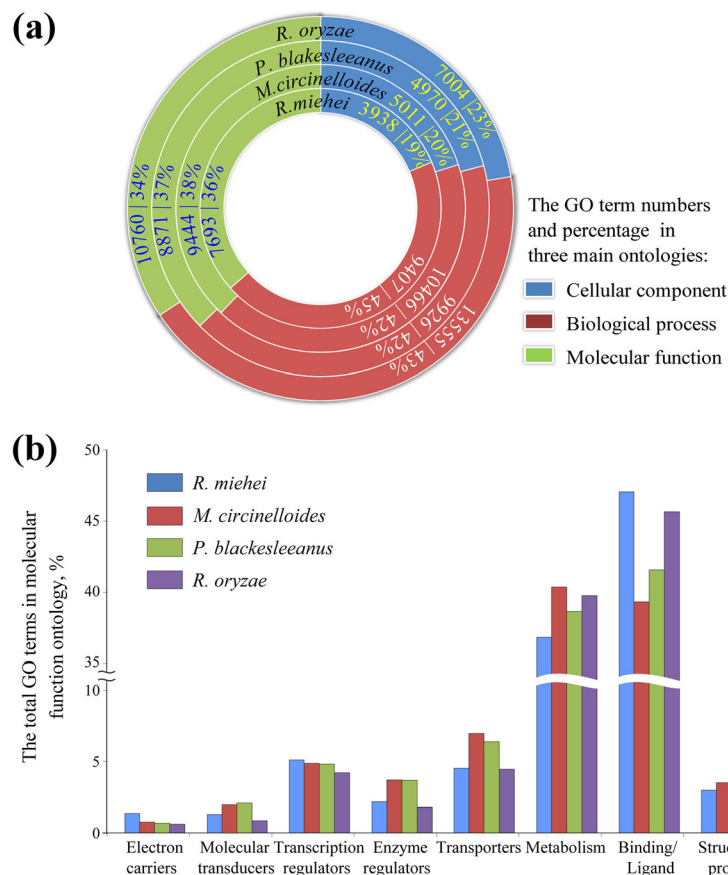 (a)
R. oryzae
P. blakesleeanus
M.circinelloides
R.miehei
7004 | 23%
4970 | 21%
5011 | 20%
3938 | 19%
10760 | 34%
8871 | 37%
9444 | 38%
7693 | 36%
9407
45%
10466
42%
9926
42%
13555
43%
The GO term numbers
and percentage in
three main ontologies:
Cellular component
Biological process
Molecular function
(b)
The total GO terms in molecular
function ontology, %
50
45
40
35
10
5
0
R. miehei
M. circinelloides
P. blackesleeanus
R. oryzae
Electron
carriers
Molecular
transducers
Transcription
regulators
Enzyme
regulators
Transporters
Metabolism
Binding/
Ligand
Struc
pro